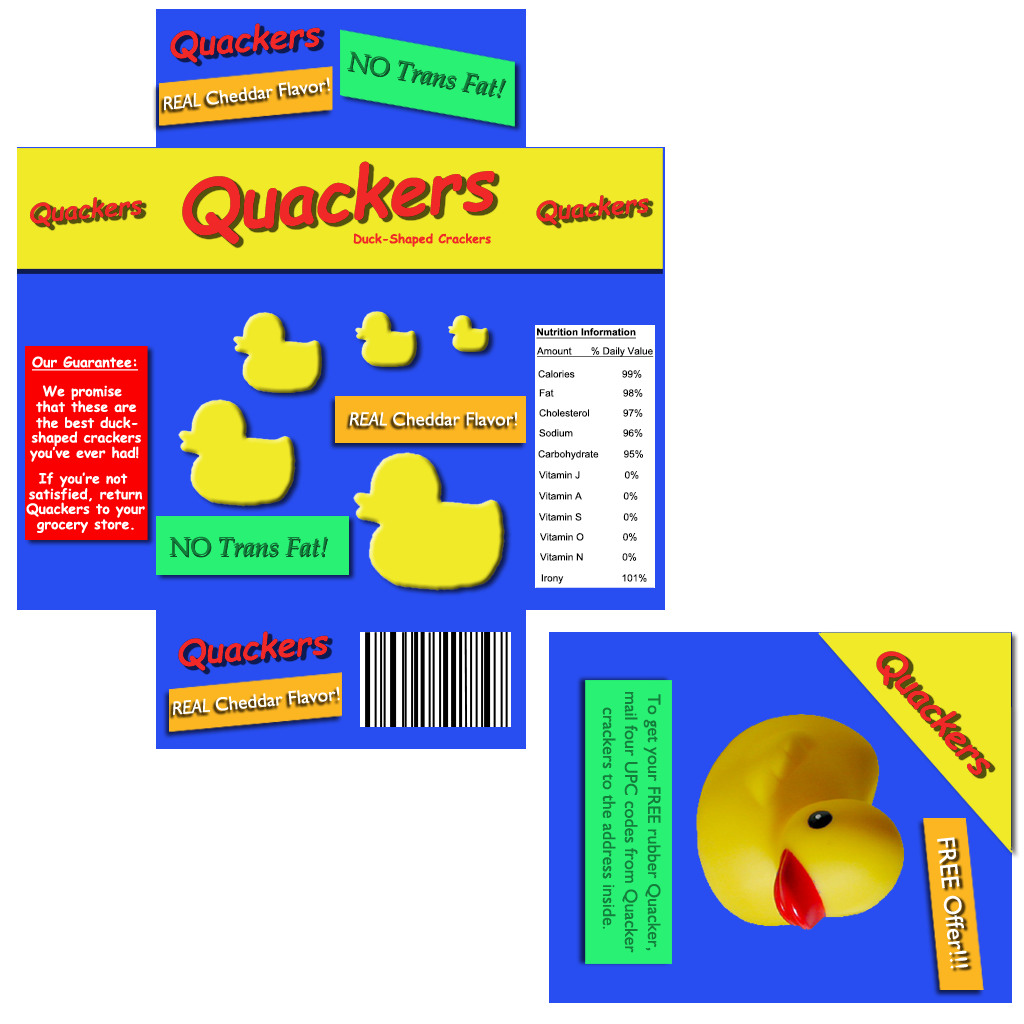 Quackers
REAL Cheddar Flavor!
NO Trans Fat!
Quackers
Quackers
Duck-Shaped Crackers
Quackers
Our Guarantee:
We promise
that these are
the best duck-
shaped crackers
you've ever had!
If you're not
satisfied, return
Quackers to your
grocery store.
REAL Cheddar Flavor!
NO Trans Fat!
Nutrition Information
Amount % Daily Value
Calories 99%
Fat 98%
Cholesterol 97%
Sodium 96%
Carbohydrate 95%
Vitamin J 0%
Vitamin A 0%
Vitamin S 0%
Vitamin O 0%
Vitamin N 0%
Irony 101%
Quackers
REAL Cheddar Flavor!
Quackers
FREE Offer!!!
To get your FREE rubber Quacker,
mail four UPC codes from Quacker
crackers to the address inside.